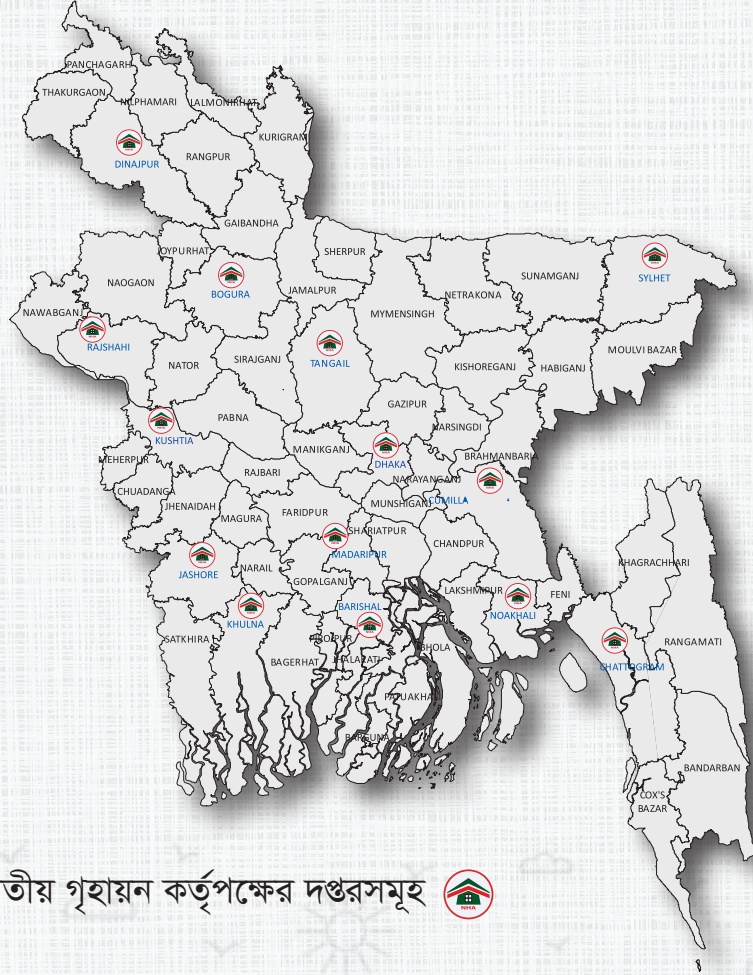 PANCHAGARH
THAKURGAON
NILPHAMARI
LALMONIRHAT
KURIGRAM
DINAJPUR
RANGPUR
GAIBANDHA
JOYPURHAT
SHERPUR
NAOGAON
BOGURA
JAMALPUR
SUNAMGANJ
SYLHET
NETRAKONA
NAWABGANJ
MYMENSINGH
RAJSHAHI
NATOR
SIRAJGANJ
TANGAIL
KISHOREGANJ
HABIGANJ
MOULVI BAZAR
GAZIPUR
PABNA
NARSINGDI
KUSHTIA
MANIKGANJ
DHAKA
BRAHMANBARIA
MEHERPUR
RAJBARI
NARAYANGANJ
CHUADANGA
JHENAIDAH
MUNSHIGANJ
CUMILLA
MAGURA
FARIDPUR
SHARIATPUR
CHANDPUR
MADARIPUR
JASHORE
NARAIL
GOPALGANJ
KHAGRACHHARI
LAKSHMIPUR
FENI
BARISHAL
NOAKHALI
KHULNA
SATKHIRA
PIROJPUR
BHOLA
RANGAMATI
BAGERHAT
JHALAKATI
CHATTOGRAM
PATUAKHALI
BARGUNA
BANDARBAN
COX'S
BAZAR
তীয় গৃহায়ন কর্তৃপক্ষের দপ্তরসমূহ
NHA